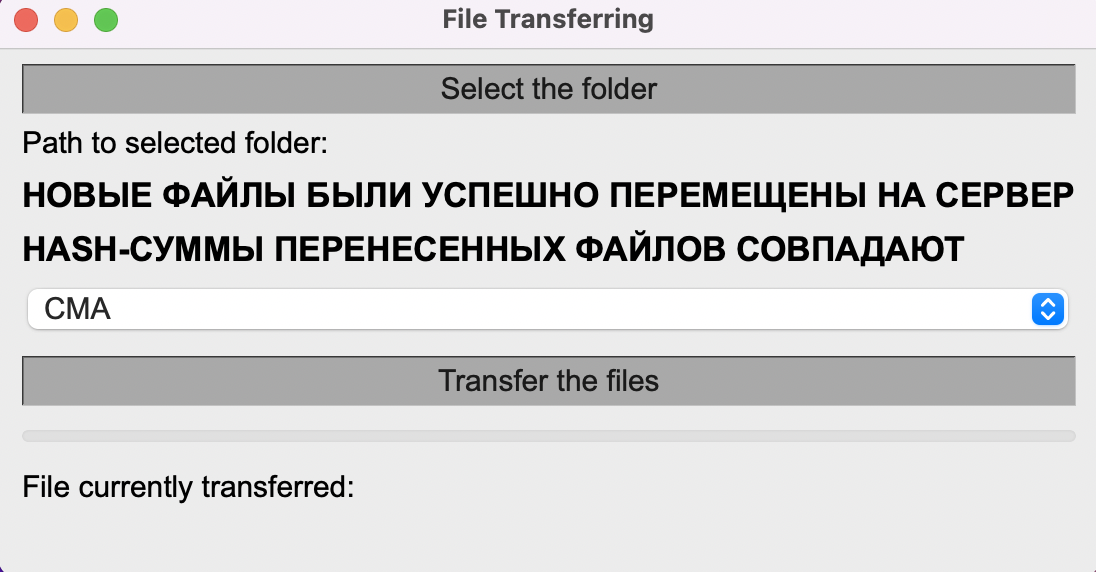 File Transferring
Select the folder
Path to selected folder:
НОВЫЕ ФАЙЛЫ БЫЛИ УСПЕШНО ПЕРЕМЕЩЕНЫ НА СЕРВЕР
HASH-СУММЫ ПЕРЕНЕСЕННЫХ ФАЙЛОВ СОВПАДАЮТ
CMA
Transfer the files
File currently transferred: